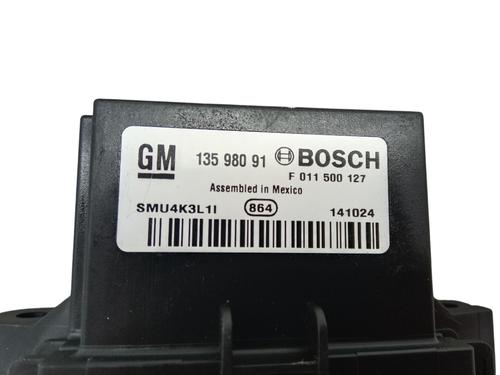 GM 135 980 91 BOSCH
F 011 500 127
Assembled in Mexico
SMU4K3L1I 864 141024